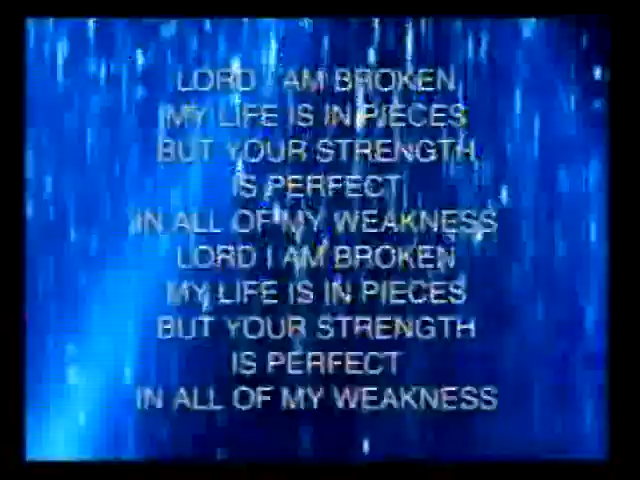 LORD I AM BROKEN
MY LIFE IS IN PIECES
BUT YOUR STRENGTH
IS PERFECT
IN ALL OF MY WEAKNESS
LORD I AM BROKEN
MY LIFE IS IN PIECES
BUT YOUR STRENGTH
IS PERFECT
IN ALL OF MY WEAKNESS